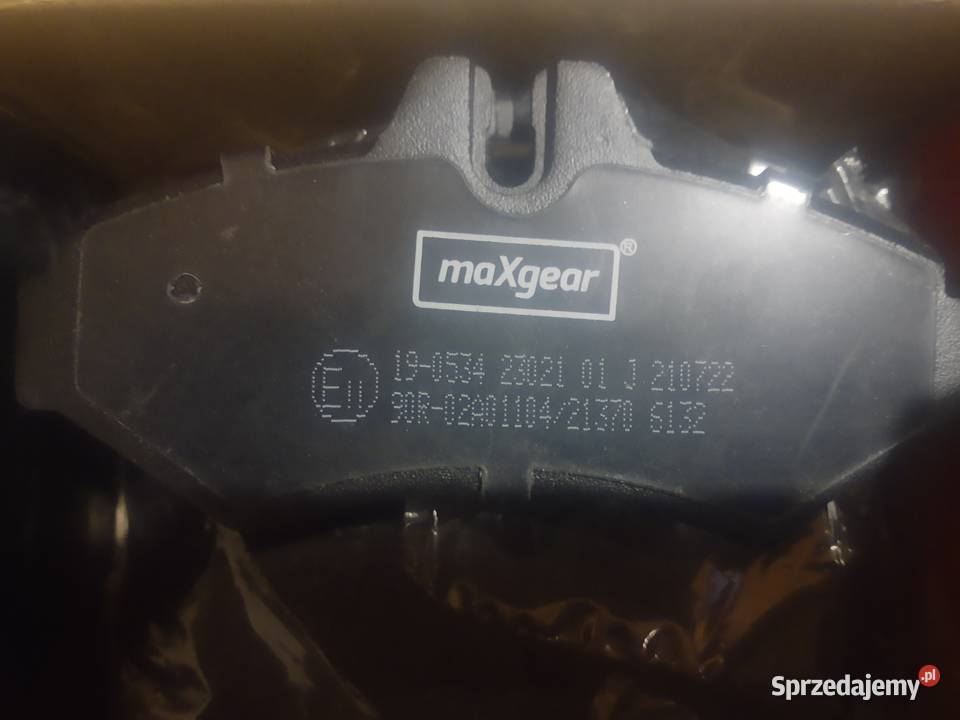 maXgear®
E11 19-0534 23021 01 J 210722
90R-02A01104/21370 6132
Sprzedajemy.pl